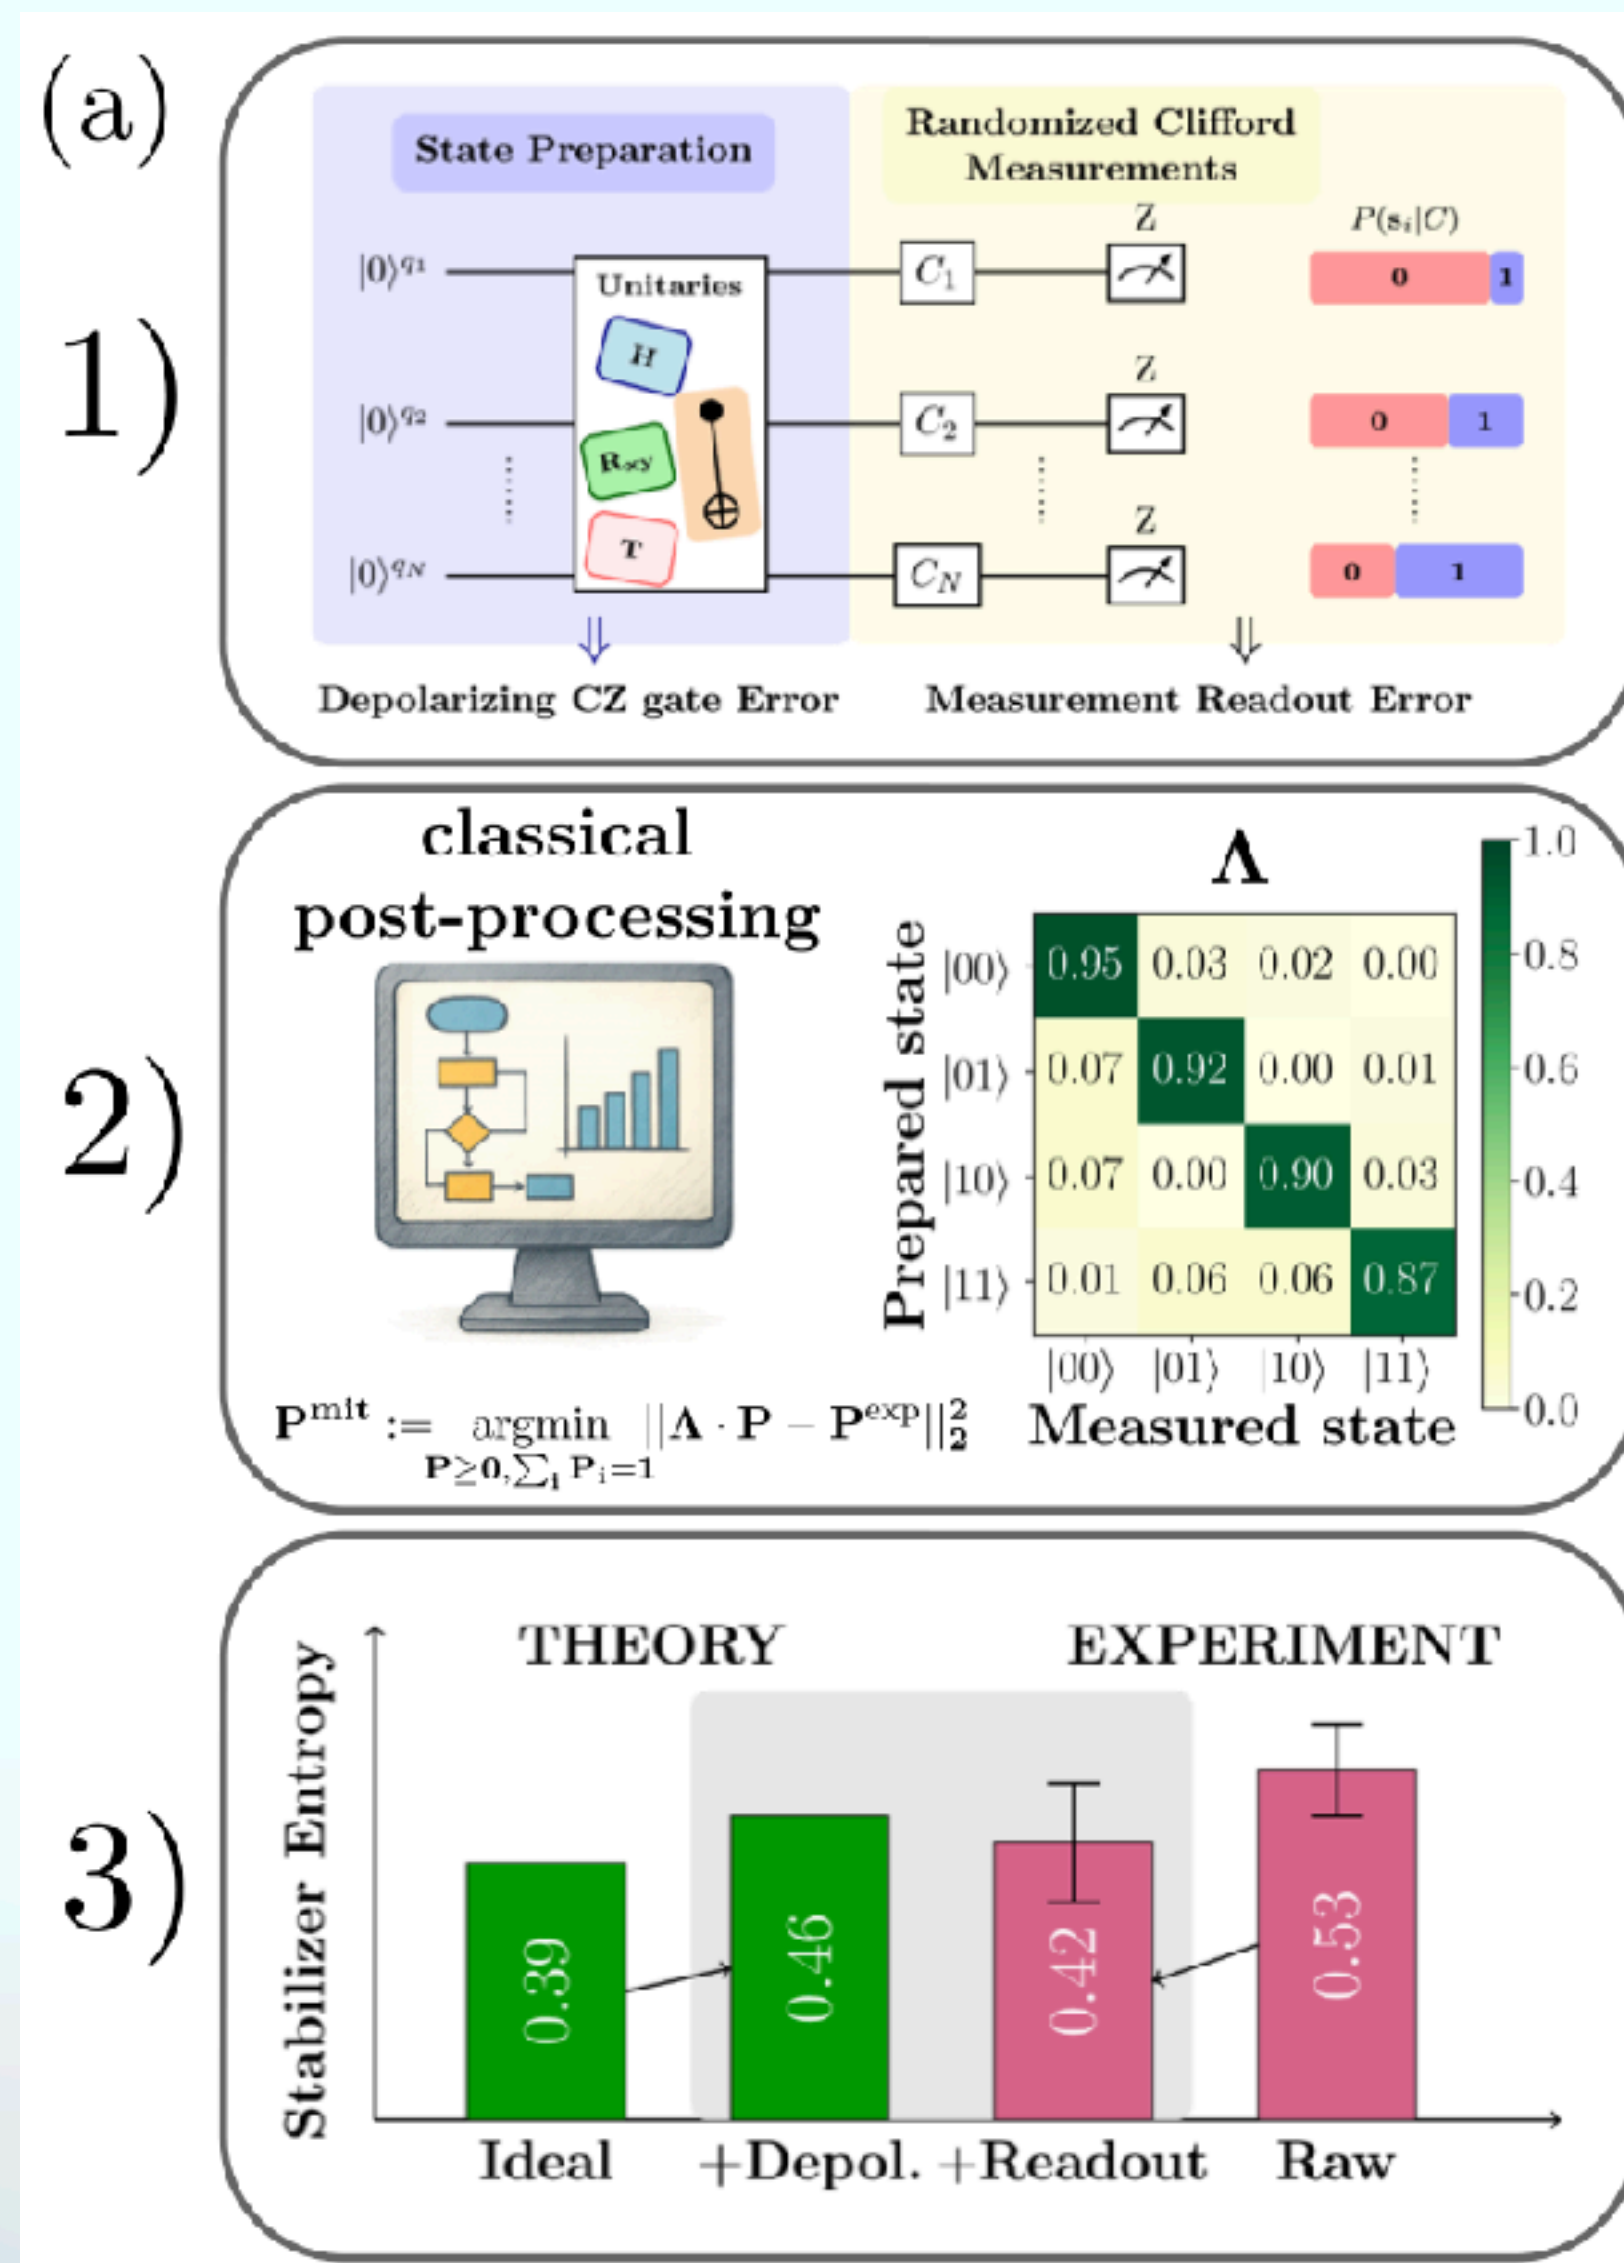 (a)
1)
State Preparation
Randomized Clifford
Measurements
P(s_i|C)
|0⟩^{q_1}
Unitaries
H
R_{xy}
T
C_1
Z
0 1
|0⟩^{q_2}
C_2
Z
0 1
|0⟩^{q_N}
C_N
Z
0 1
⇓ ⇓
Depolarizing CZ gate Error
Measurement Readout Error
2)
classical
post-processing
P^{mit} := argmin ||Λ · P − P^{exp}||_2^2
P≥0,∑_i P_i=1
Λ
Prepared state
|00⟩ 0.95 0.03 0.02 0.00
|01⟩ 0.07 0.92 0.00 0.01
|10⟩ 0.07 0.00 0.90 0.03
|11⟩ 0.01 0.06 0.06 0.87
|00⟩ |01⟩ |10⟩ |11⟩
Measured state
1.0
0.8
0.6
0.4
0.2
0.0
3)
THEORY EXPERIMENT
Stabilizer Entropy
0.39 0.46 0.42 0.53
Ideal +Depol. +Readout Raw